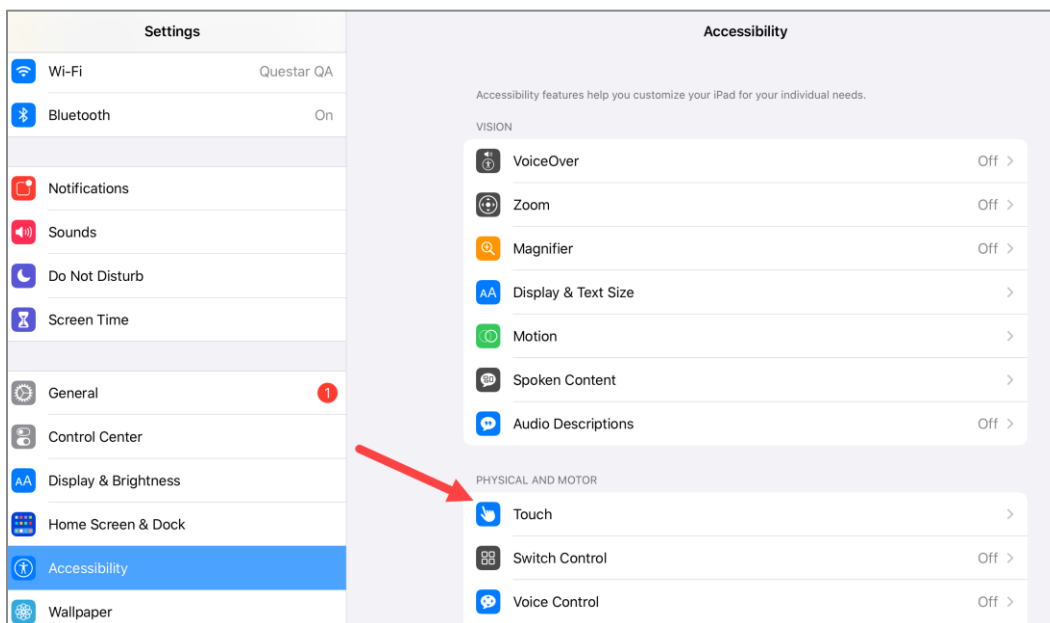 Settings
Wi-Fi Questar QA
Bluetooth On
Notifications
Sounds
Do Not Disturb
Screen Time
General 1
Control Center
AA Display & Brightness
Home Screen & Dock
Accessibility
Wallpaper
Accessibility
Accessibility features help you customize your iPad for your individual needs.
VISION
VoiceOver Off
Zoom Off
Magnifier Off
AA Display & Text Size
Motion
Spoken Content
Audio Descriptions Off
PHYSICAL AND MOTOR
Touch
Switch Control Off
Voice Control Off